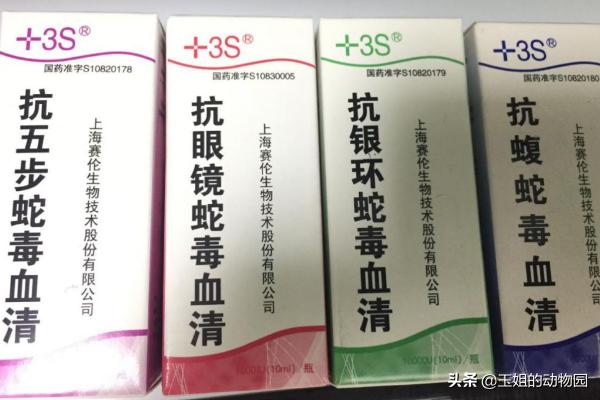 +3S®
国药准字S10820178
抗五步蛇毒血清
上海赛伦生物技术股份有限公司
+3S®
国药准字S10830005
抗眼镜蛇毒血清
上海赛伦生物技术股份有限公司
(10ml) / 瓶
+3S®
国药准字S10820179
抗银环蛇毒血清
上海赛伦生物技术股份有限公司
10000U(10ml) / 瓶
+3S®
国药准字S10820180
抗蝮蛇毒血清
上海赛伦生物技术股份有限公司
头条 @玉姐的动物园